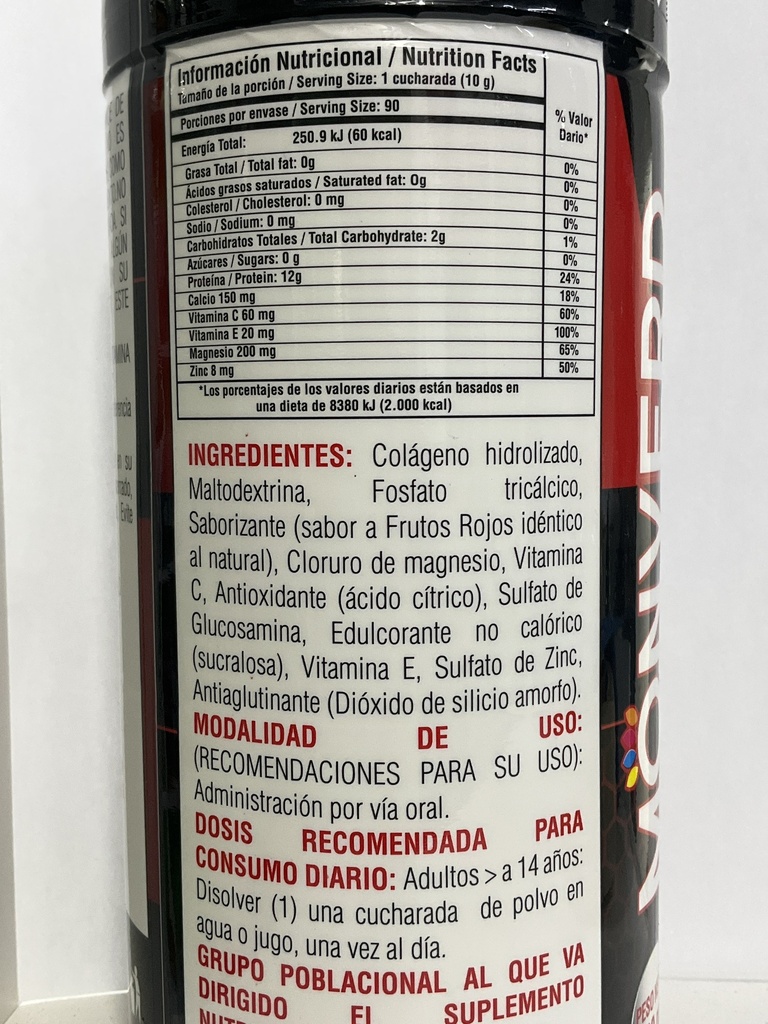 Información Nutricional / Nutrition Facts
Tamaño de la porción / Serving Size: 1 cucharada (10 g)
Porciones por envase / Serving Size: 90
% Valor
Dario*
Energía Total: 250.9 kJ (60 kcal)
Grasa Total / Total fat: 0g 0%
Ácidos grasos saturados / Saturated fat: 0g 0%
Colesterol / Cholesterol: 0 mg 0%
Sodio / Sodium: 0 mg 0%
Carbohidratos Totales / Total Carbohydrate: 2g 1%
Azúcares / Sugars: 0 g 0%
Proteína / Protein: 12g 24%
Calcio 150 mg 18%
Vitamina C 60 mg 60%
Vitamina E 20 mg 100%
Magnesio 200 mg 65%
Zinc 8 mg 50%
*Los porcentajes de los valores diarios están basados en
una dieta de 8380 kJ (2.000 kcal)
INGREDIENTES: Colágeno hidrolizado,
Maltodextrina, Fosfato tricálcico,
Saborizante (sabor a Frutos Rojos idéntico
al natural), Cloruro de magnesio, Vitamina
C, Antioxidante (ácido cítrico), Sulfato de
Glucosamina, Edulcorante no calórico
(sucralosa), Vitamina E, Sulfato de Zinc,
Antiaglutinante (Dióxido de silicio amorfo).
MODALIDAD DE USO:
(RECOMENDACIONES PARA SU USO):
Administración por vía oral.
DOSIS RECOMENDADA PARA
CONSUMO DIARIO: Adultos > a 14 años:
Disolver (1) una cucharada de polvo en
agua o jugo, una vez al día.
GRUPO POBLACIONAL AL QUE VA
DIRIGIDO EL SUPLEMENTO
PESO